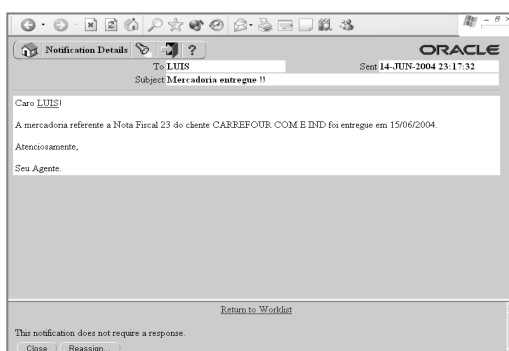 Notification Details ? ORACLE
To LUIS Sent 14-JUN-2004 23:17:32
Subject Mercadoria entregue !!
Caro LUIS!
A mercadoria referente a Nota Fiscal 23 do cliente CARREFOUR COM E IND foi entregue em 15/06/2004.
Atenciosamente,
Seu Agente.
Return to Worklist
This notification does not require a response.
Close Reassign...